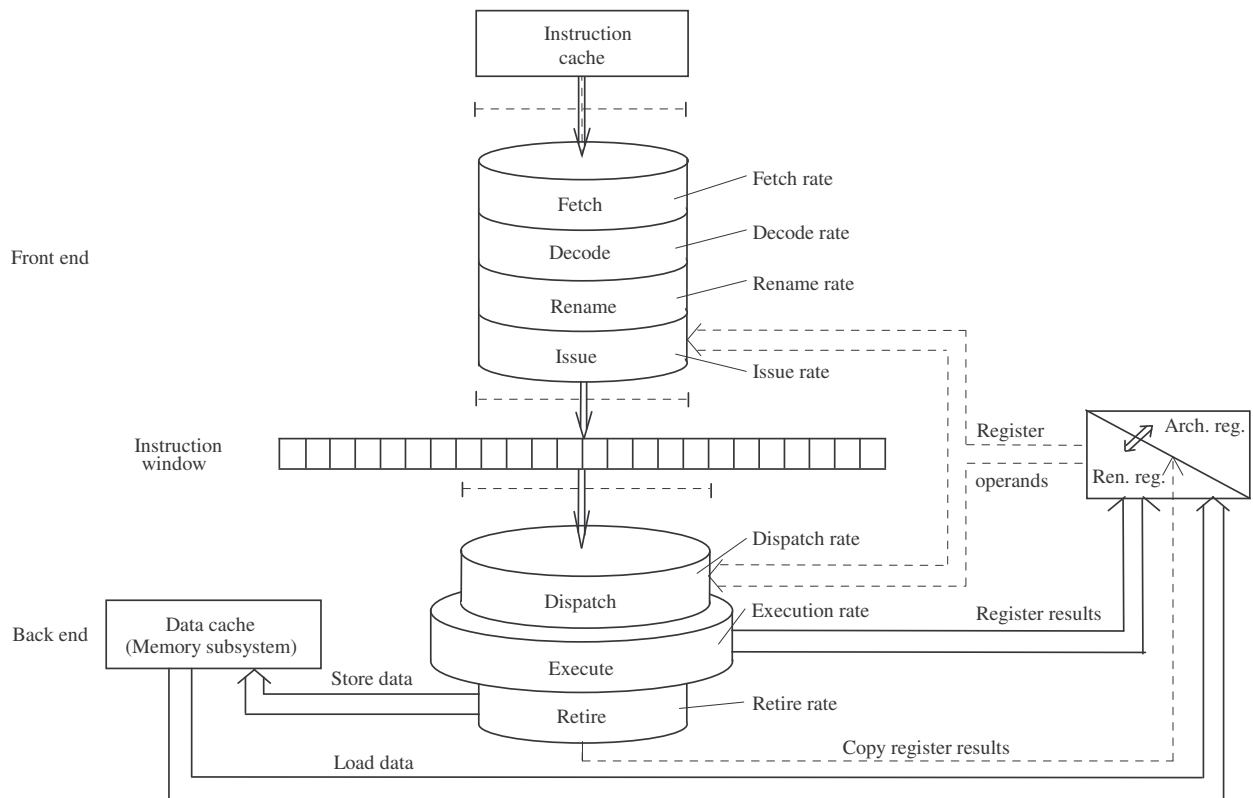 Instruction
cache
Fetch rate
Fetch
Decode rate
Decode
Front end
Rename rate
Rename
Issue
Issue rate
Instruction
window
Register
operands
Arch. reg.
Ren. reg.
Dispatch rate
Dispatch
Execution rate
Register results
Back end
Data cache
(Memory subsystem)
Execute
Store data
Retire rate
Retire
Copy register results
Load data